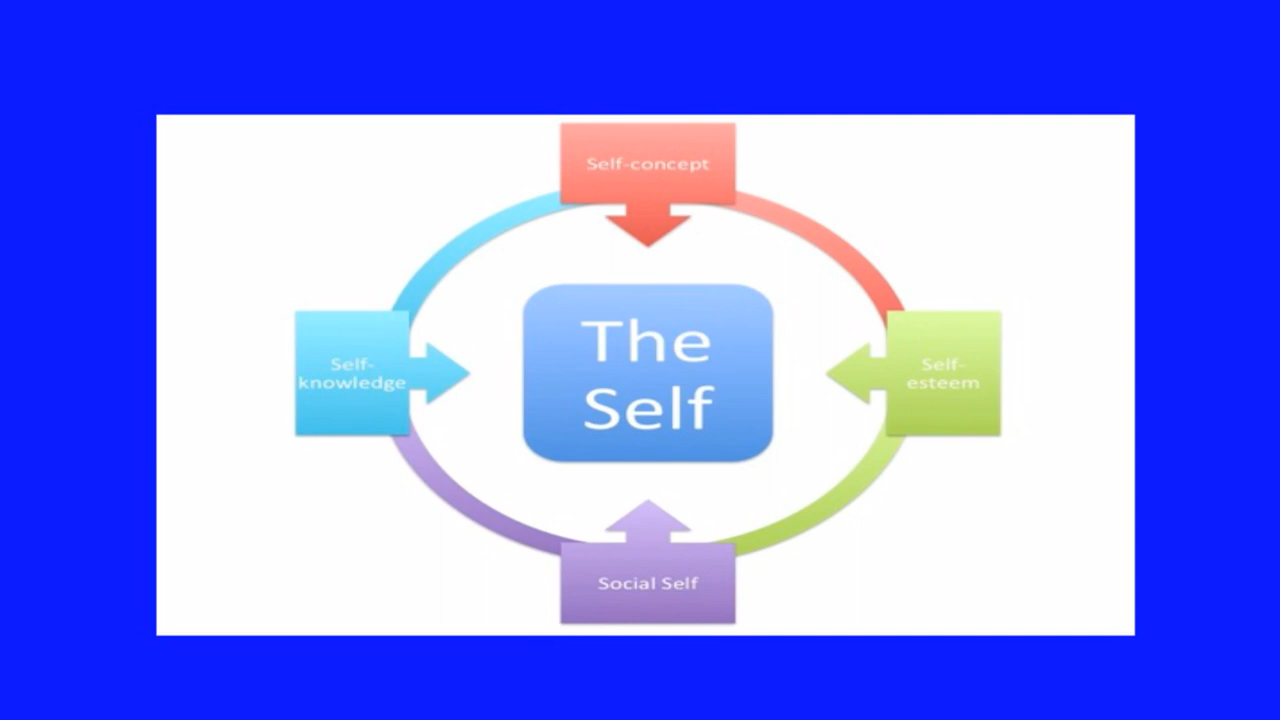 Self-concept
The
Self
Self-
knowledge
Self-
esteem
Social Self